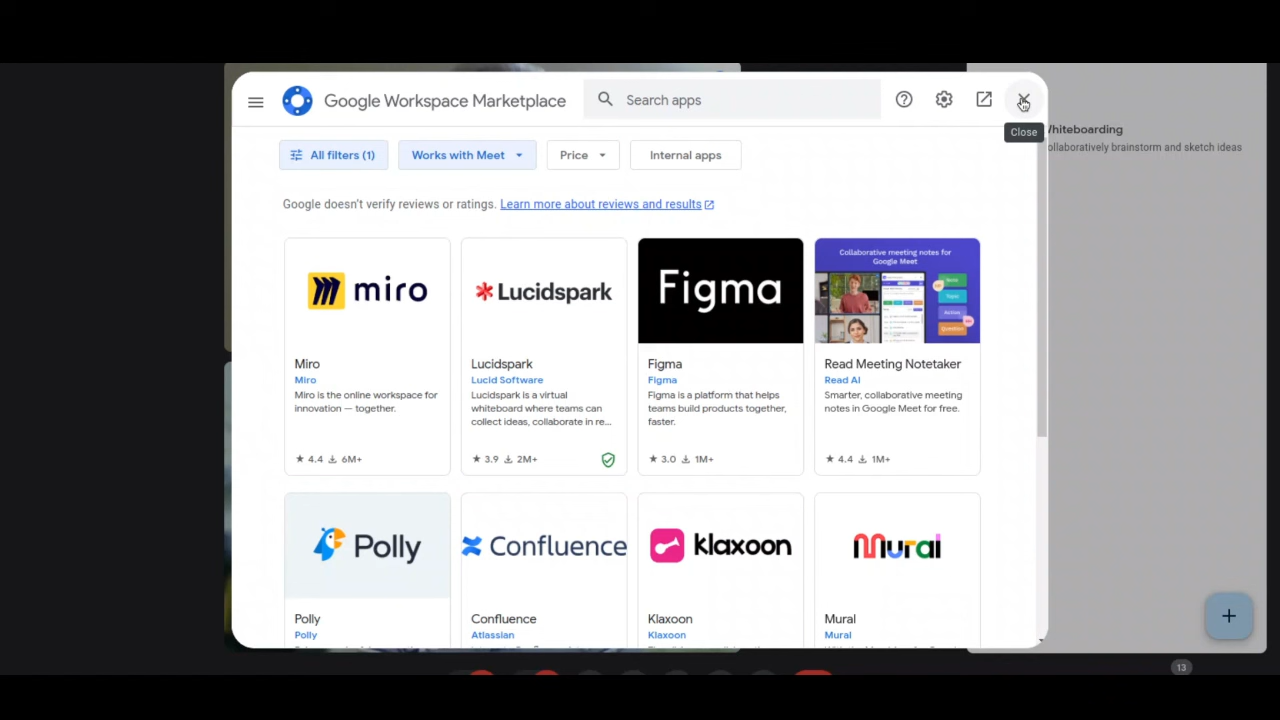 Google Workspace Marketplace
Search apps
Close
Whiteboarding
ollaboratively brainstorm and sketch ideas
All filters (1)
Works with Meet
Price
Internal apps
Google doesn't verify reviews or ratings. Learn more about reviews and results
miro
Lucidspark
Figma
Collaborative meeting notes for
Google Meet
Miro
Miro
Miro is the online workspace for
innovation — together.
4.4 6M+
Lucidspark
Lucid Software
Lucidspark is a virtual
whiteboard where teams can
collect ideas, collaborate in re...
3.9 2M+
Figma
Figma
Figma is a platform that helps
teams build products together,
faster.
3.0 1M+
Read Meeting Notetaker
Read AI
Smarter, collaborative meeting
notes in Google Meet for free.
4.4 1M+
Polly
Confluence
klaxoon
Mural
Polly
Polly
Confluence
Atlassian
Klaxoon
Klaxoon
Mural
Mural
13